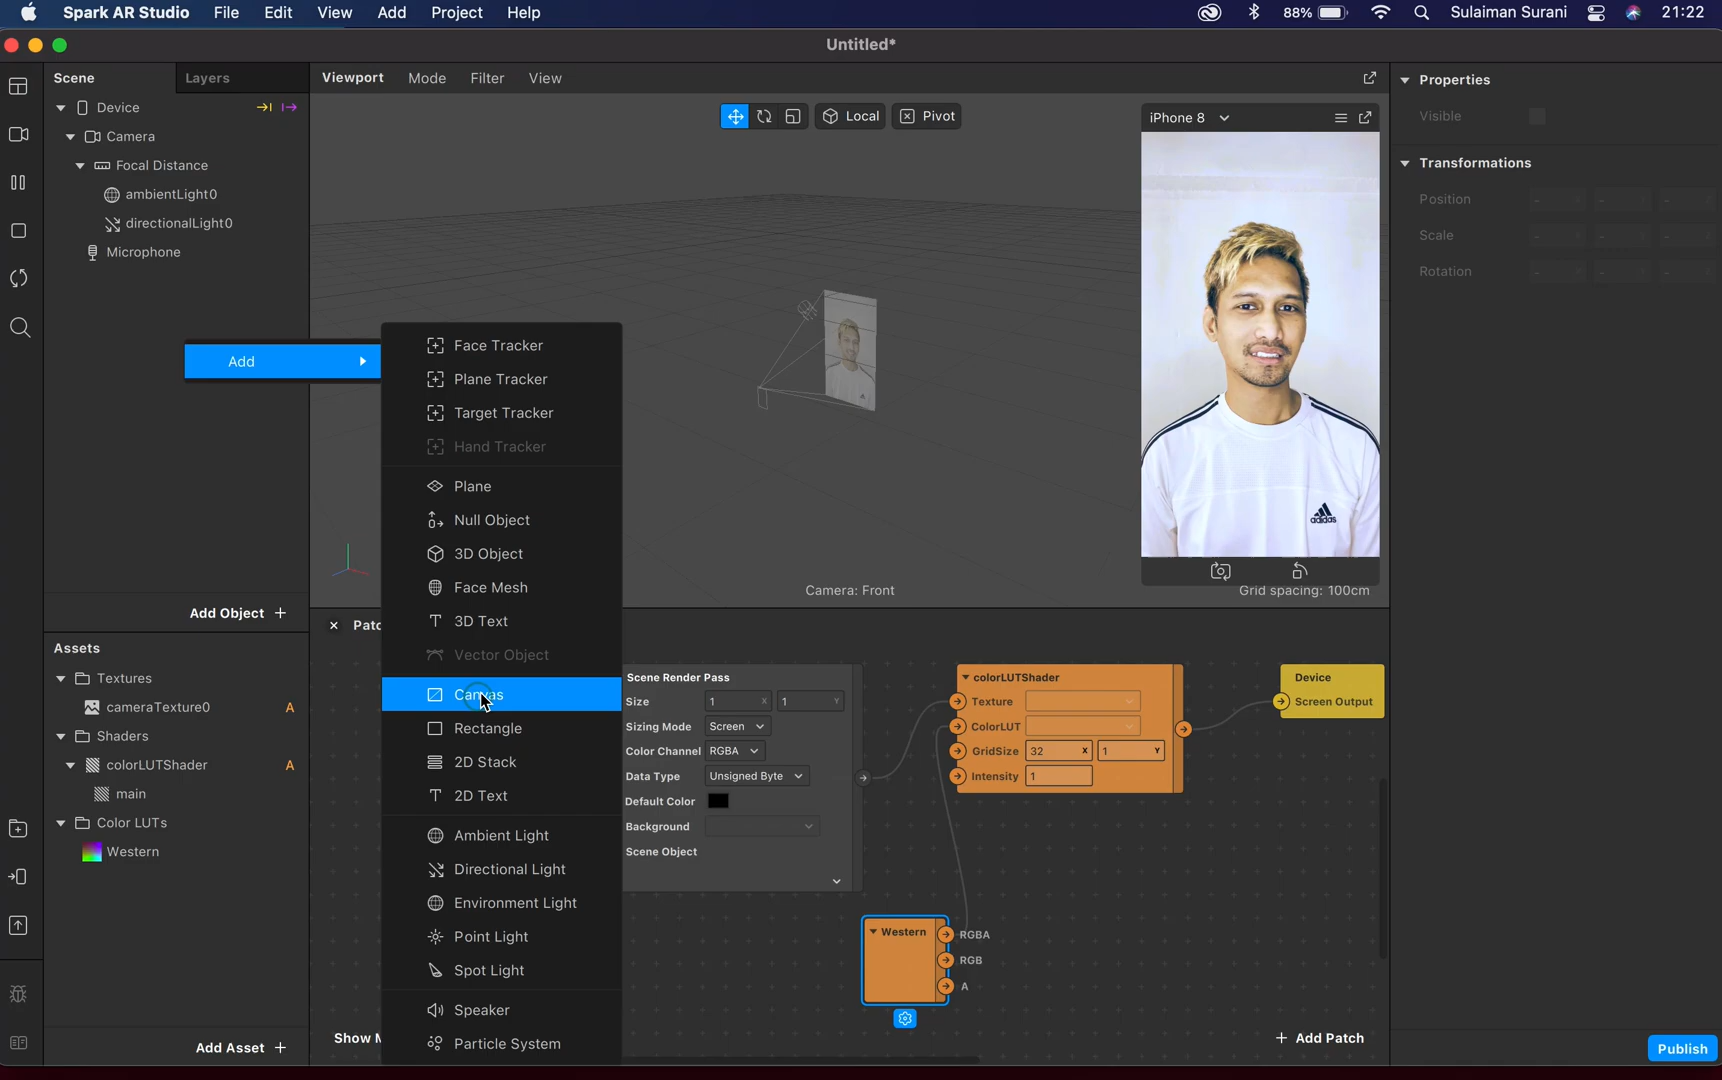 Spark AR Studio File Edit View Add Project Help 88% Sulaiman Surani 21:22
Untitled*
Scene Layers
Device
Camera
Focal Distance
ambientLight0
directionalLight0
Microphone
Add
Add Object +
Viewport Mode Filter View
Local Pivot
iPhone 8
adidas
Camera: Front
Grid spacing: 100cm
Face Tracker
Plane Tracker
Target Tracker
Hand Tracker
Plane
Null Object
3D Object
Face Mesh
3D Text
Vector Object
Canvas
Rectangle
2D Stack
2D Text
Ambient Light
Directional Light
Environment Light
Point Light
Spot Light
Speaker
Particle System
Assets
Textures
cameraTexture0 A
Shaders
colorLUTShader A
main
Color LUTs
Western
Add Asset +
Scene Render Pass
Size 1 X 1 Y
Sizing Mode Screen
Color Channel RGBA
Data Type Unsigned Byte
Default Color
Background
Scene Object
colorLUTShader
Texture
ColorLUT
GridSize 32 X 1 Y
Intensity 1
Device
Screen Output
Western RGBA
RGB
A
+ Add Patch
Properties
Visible
Transformations
Position - - -
Scale - - -
Rotation - - -
Publish